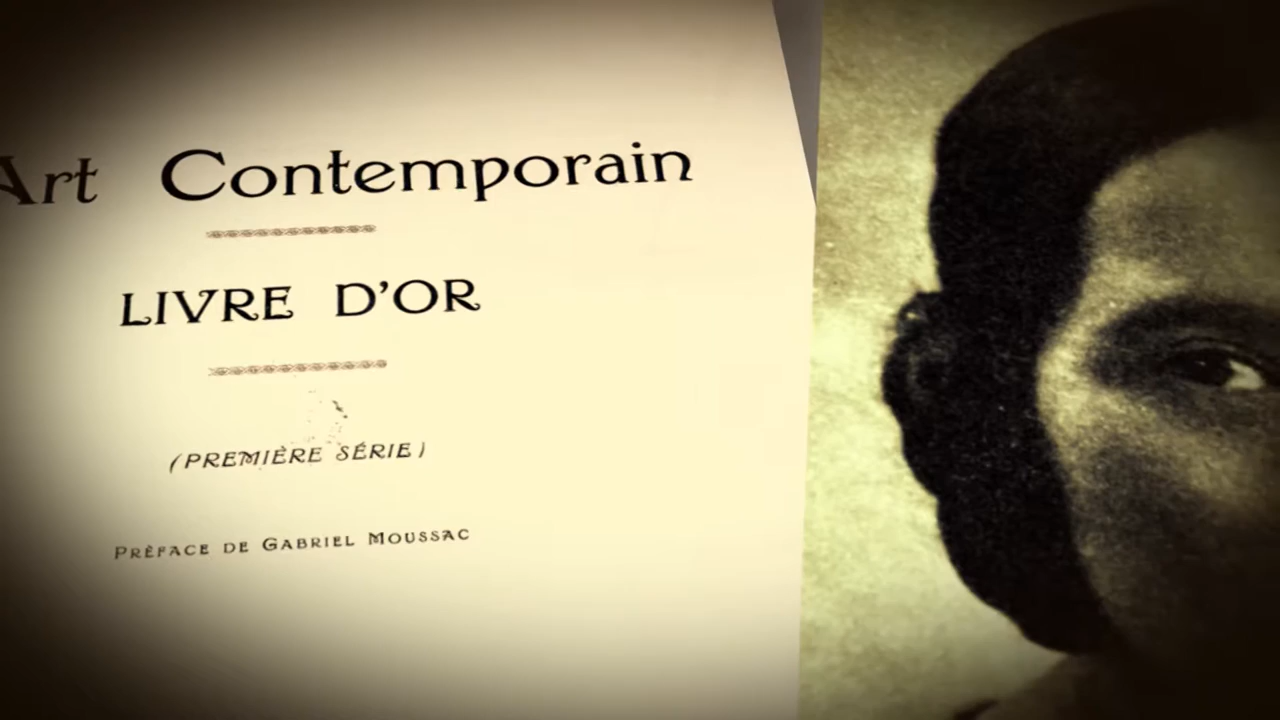 Art Contemporain
LIVRE D'OR
(PREMIÈRE SÉRIE)
PRÉFACE DE GABRIEL MOUSSAC